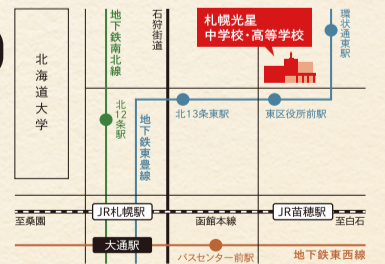 地下鉄南北線
石狩街道
札幌光星
中学校・高等学校
環状通東駅
北海道大学
北12条駅
地下鉄東豊線
北13条東駅
東区役所前駅
JR札幌駅
JR苗穂駅
至桑園
函館本線
至白石
大通駅
バスセンター前駅
地下鉄東西線